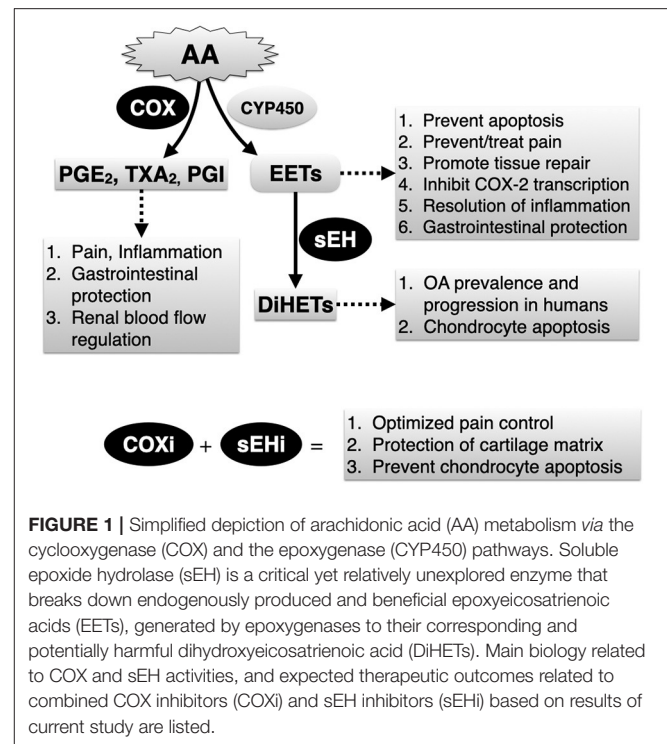 AA
COX
CYP450
PGE₂, TXA₂, PGI
EETs
1. Prevent apoptosis
2. Prevent/treat pain
3. Promote tissue repair
4. Inhibit COX-2 transcription
5. Resolution of inflammation
6. Gastrointestinal protection
1. Pain, Inflammation
2. Gastrointestinal
protection
3. Renal blood flow
regulation
sEH
DiHETs
1. OA prevalence and
progression in humans
2. Chondrocyte apoptosis
COXi + sEHi =
1. Optimized pain control
2. Protection of cartilage matrix
3. Prevent chondrocyte apoptosis
FIGURE 1 | Simplified depiction of arachidonic acid (AA) metabolism via the
cyclooxygenase (COX) and the epoxygenase (CYP450) pathways. Soluble
epoxide hydrolase (sEH) is a critical yet relatively unexplored enzyme that
breaks down endogenously produced and beneficial epoxyeicosatrienoic
acids (EETs), generated by epoxygenases to their corresponding and
potentially harmful dihydroxyeicosatrienoic acid (DiHETs). Main biology related
to COX and sEH activities, and expected therapeutic outcomes related to
combined COX inhibitors (COXi) and sEH inhibitors (sEHi) based on results of
current study are listed.